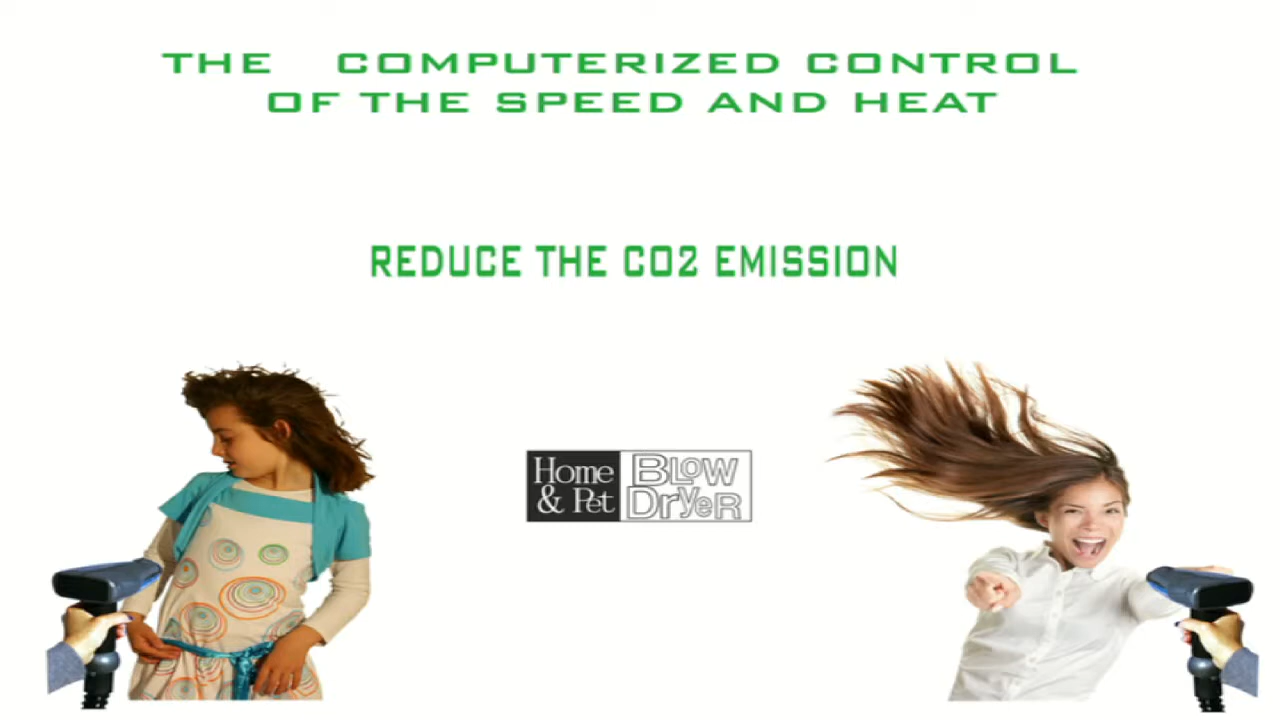 THE COMPUTERIZED CONTROL
OF THE SPEED AND HEAT
REDUCE THE CO2 EMISSION
Home & Pet
BLoW DryeR